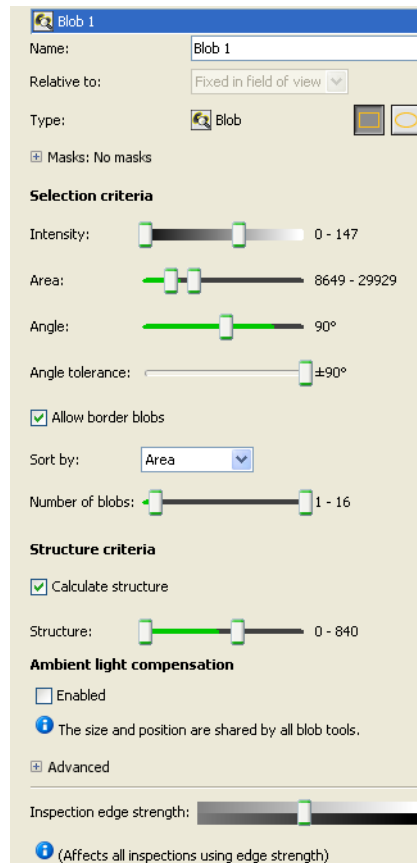 Blob 1
Name: Blob 1
Relative to: Fixed in field of view
Type: Blob
Masks: No masks
Selection criteria
Intensity: 0 - 147
Area: 8649 - 29929
Angle: 90°
Angle tolerance: ±90°
Allow border blobs
Sort by: Area
Number of blobs: 1 - 16
Structure criteria
Calculate structure
Structure: 0 - 840
Ambient light compensation
Enabled
The size and position are shared by all blob tools.
Advanced
Inspection edge strength:
(Affects all inspections using edge strength)